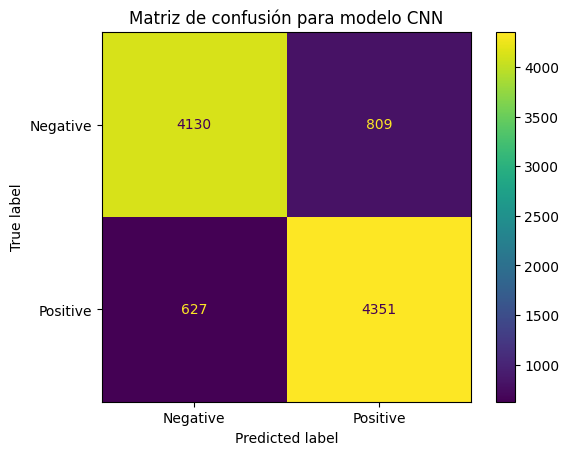 Matriz de confusión para modelo CNN
True label
Negative
4130
809
Positive
627
4351
Negative
Positive
Predicted label
4000
3500
3000
2500
2000
1500
1000